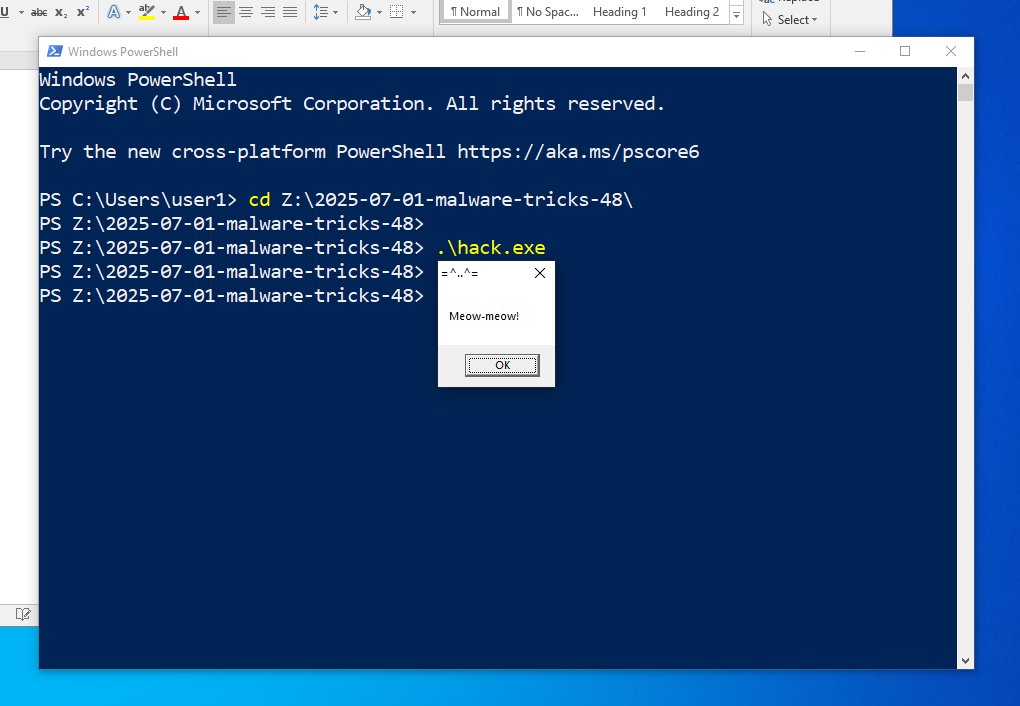 U abc x₂ x² A aby A ¶ Normal ¶ No Spac... Heading 1 Heading 2
Select
Windows PowerShell
Windows PowerShell
Copyright (C) Microsoft Corporation. All rights reserved.
Try the new cross-platform PowerShell https://aka.ms/pscore6
PS C:\Users\user1> cd Z:\2025-07-01-malware-tricks-48\
PS Z:\2025-07-01-malware-tricks-48>
PS Z:\2025-07-01-malware-tricks-48> .\hack.exe
PS Z:\2025-07-01-malware-tricks-48>
PS Z:\2025-07-01-malware-tricks-48>
=^..^=
Meow-meow!
OK